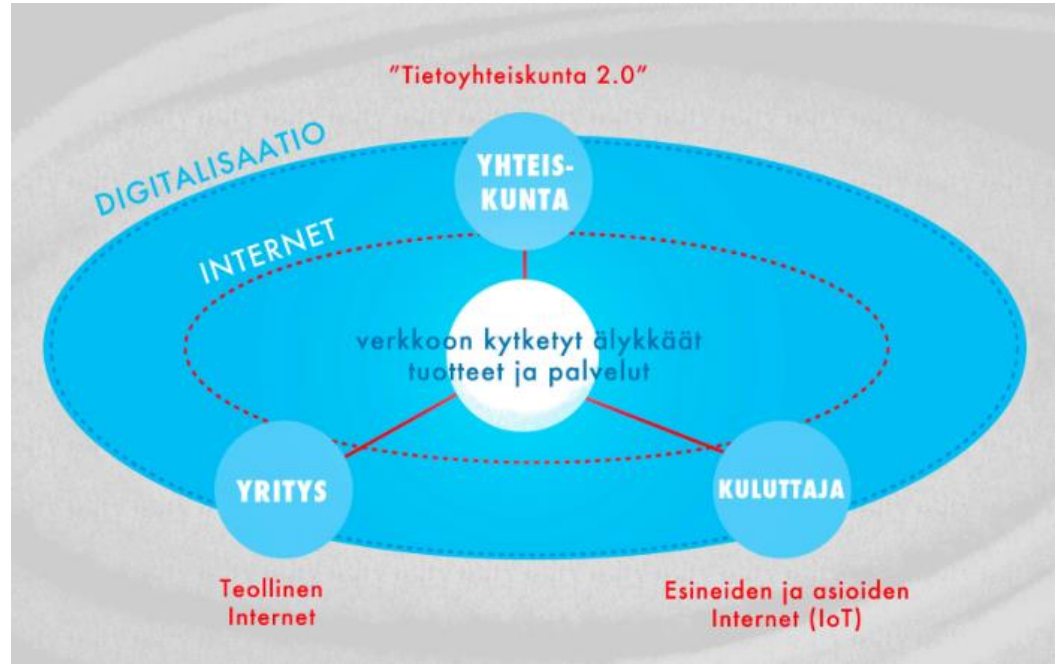 ”Tietoyhteiskunta 2.0”
DIGITALISAATIO
YHTEIS-
KUNTA
INTERNET
verkkoon kytketyt älykkäät
tuotteet ja palvelut
YRITYS
KULUTTAJA
Teollinen
Internet
Esineiden ja asioiden
Internet (IoT)